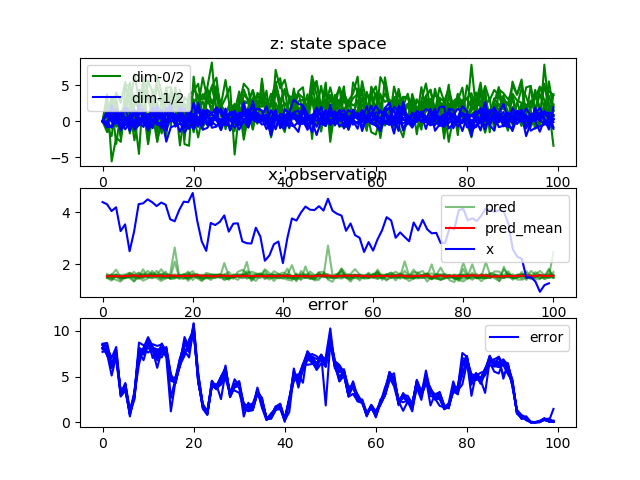 z: state space
5
0
−5
dim-0/2
dim-1/2
0 20 40 60 80 100
x: observation
4
2
pred
pred_mean
x
0 20 40 60 80 100
error
10
5
0
error
0 20 40 60 80 100